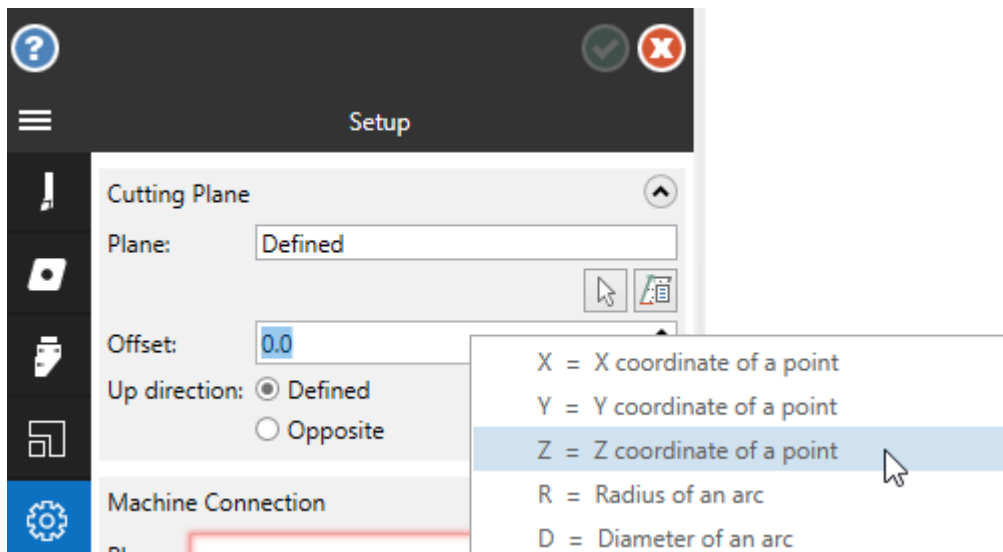 ?
Setup
Cutting Plane
Plane: Defined
Offset: 0.0
Up direction: Defined
Opposite
Machine Connection
X = X coordinate of a point
Y = Y coordinate of a point
Z = Z coordinate of a point
R = Radius of an arc
D = Diameter of an arc